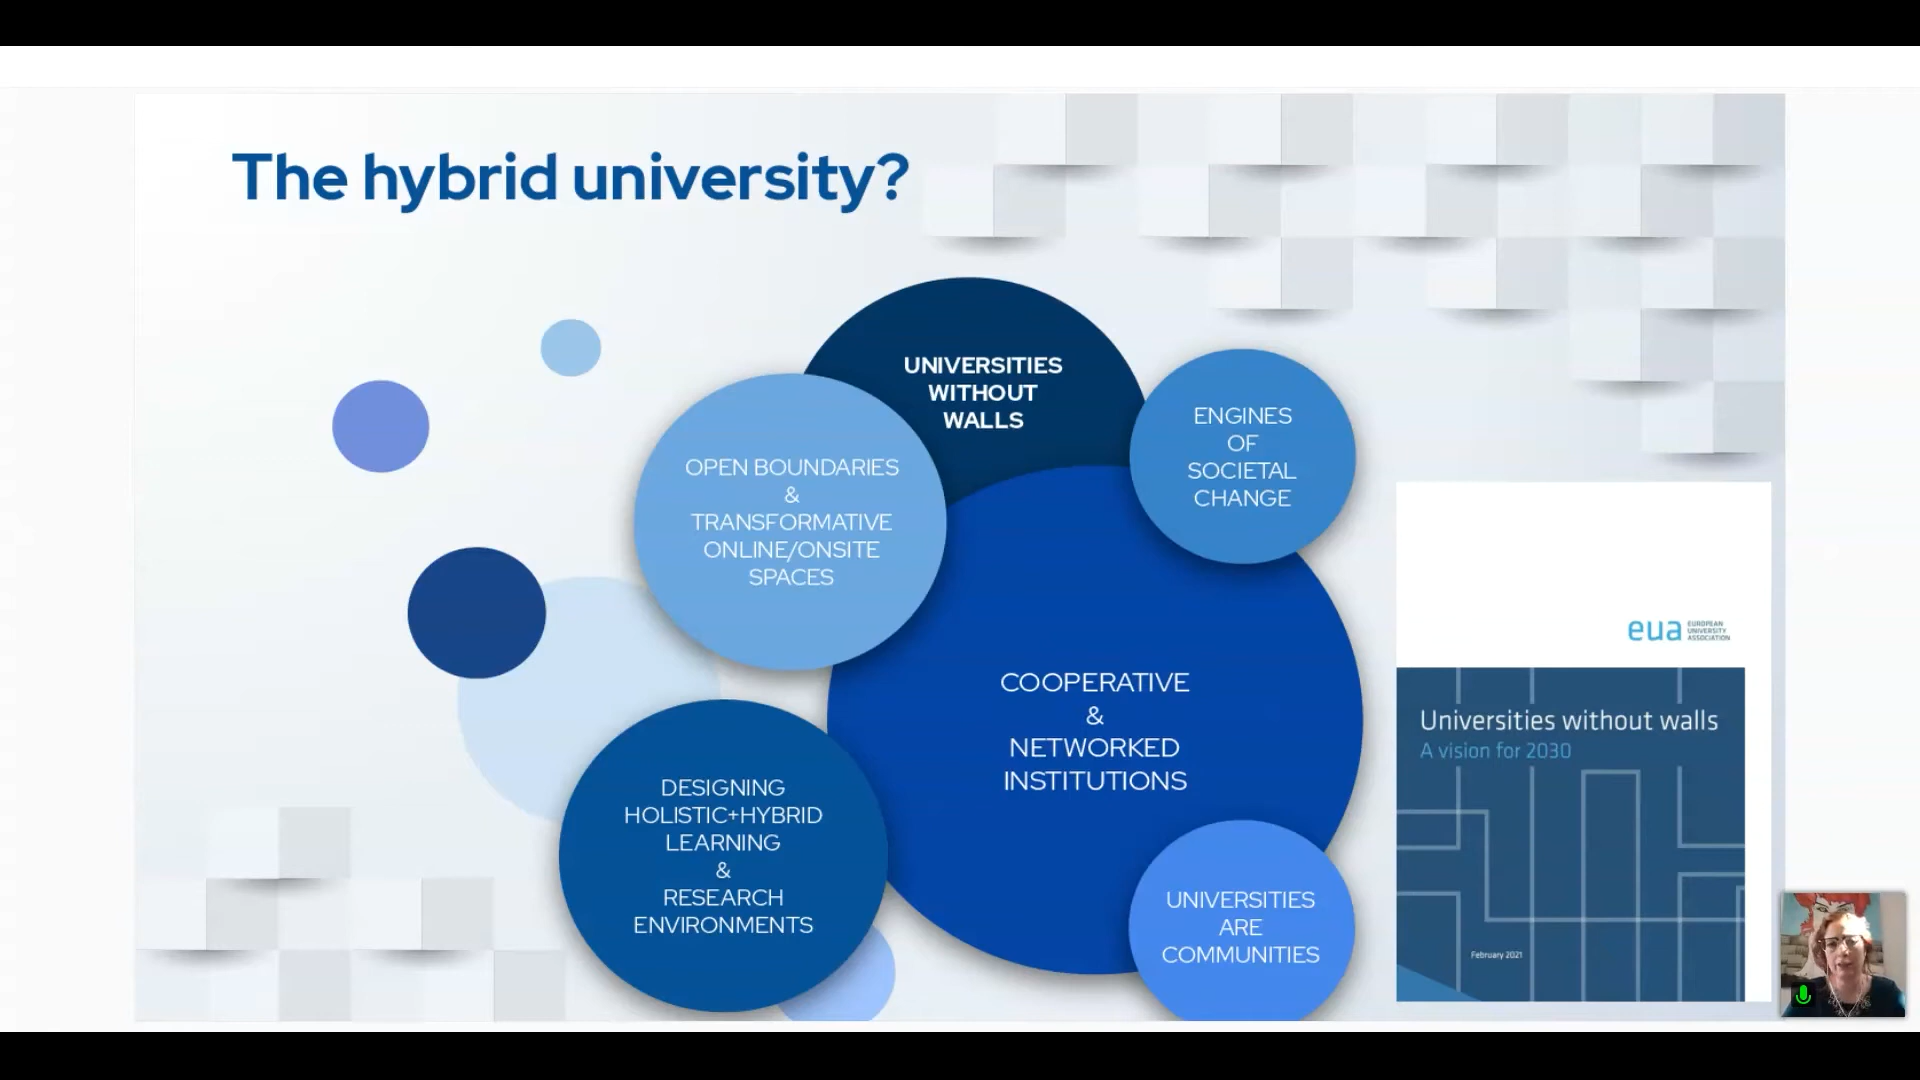 The hybrid university?
UNIVERSITIES
WITHOUT
WALLS
ENGINES
OF
SOCIETAL
CHANGE
OPEN BOUNDARIES
&
TRANSFORMATIVE
ONLINE/ONSITE
SPACES
COOPERATIVE
&
NETWORKED
INSTITUTIONS
DESIGNING
HOLISTIC+HYBRID
LEARNING
&
RESEARCH
ENVIRONMENTS
UNIVERSITIES
ARE
COMMUNITIES
eua
EUROPEAN
UNIVERSITY
ASSOCIATION
Universities without walls
A vision for 2030
February 2021